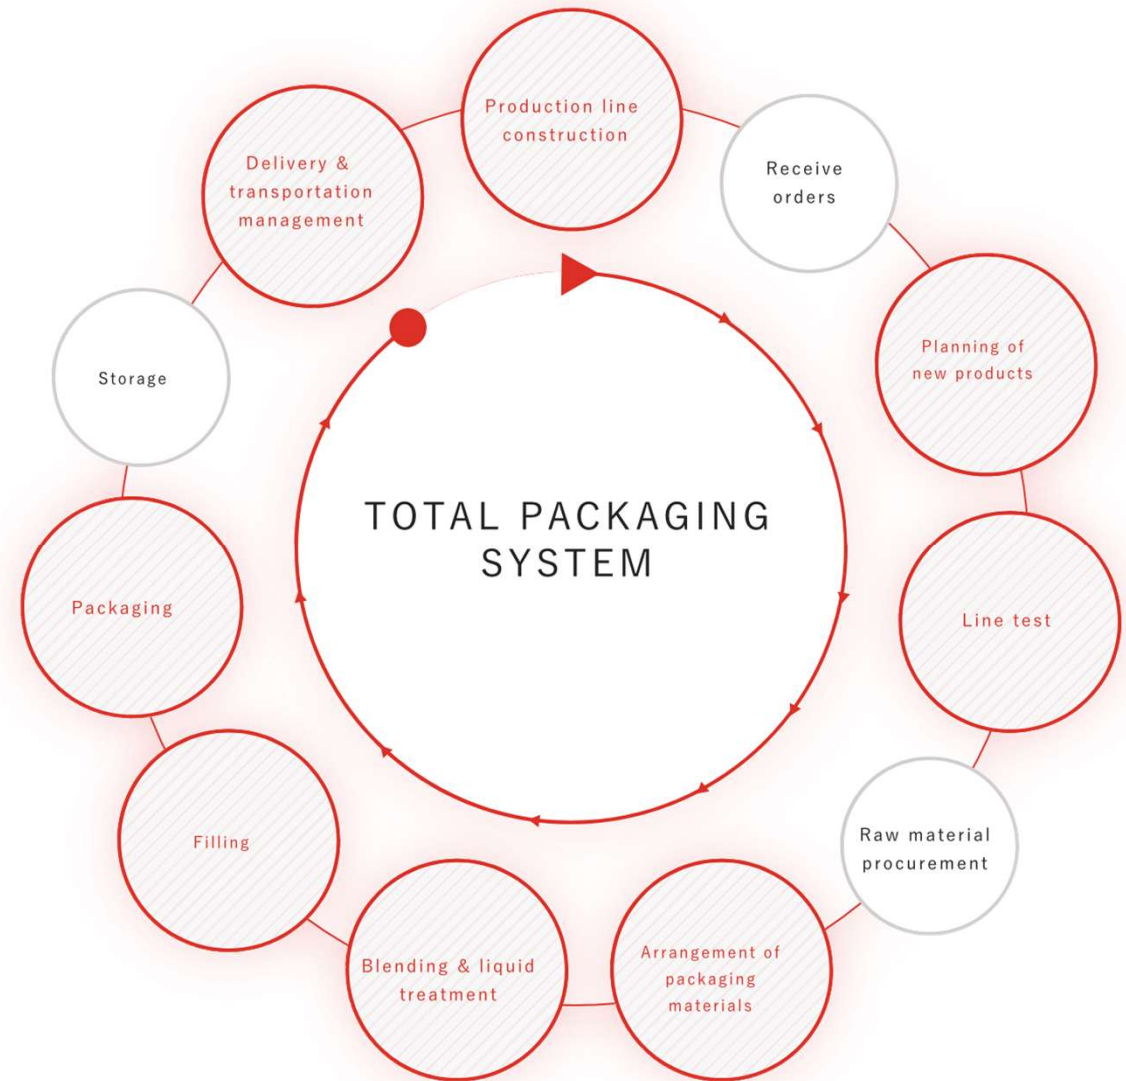 Production line
construction
Receive
orders
Planning of
new products
Line test
Raw material
procurement
Arrangement of
packaging
materials
Blending & liquid
treatment
Filling
Packaging
Storage
Delivery &
transportation
management
TOTAL PACKAGING
SYSTEM